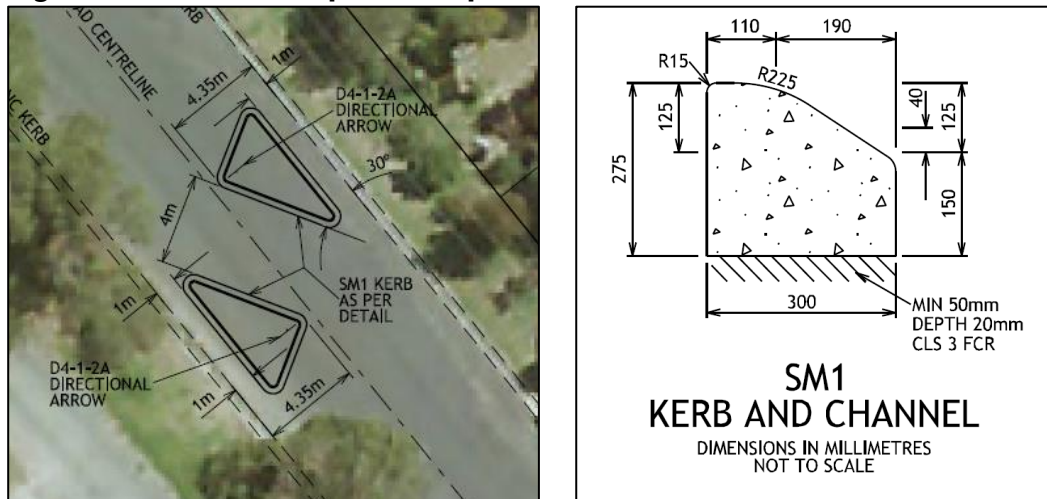 KERB
AD CENTRELINE
NC KERB
1m
4.35m
D4-1-2A
DIRECTIONAL
ARROW
30°
4m
SM1 KERB
AS PER
DETAIL
1m
D4-1-2A
DIRECTIONAL
ARROW
1m
4.35m
110
190
R15
R225
275
125
40
125
150
300
MIN 50mm
DEPTH 20mm
CLS 3 FCR
SM1
KERB AND CHANNEL
DIMENSIONS IN MILLIMETRES
NOT TO SCALE